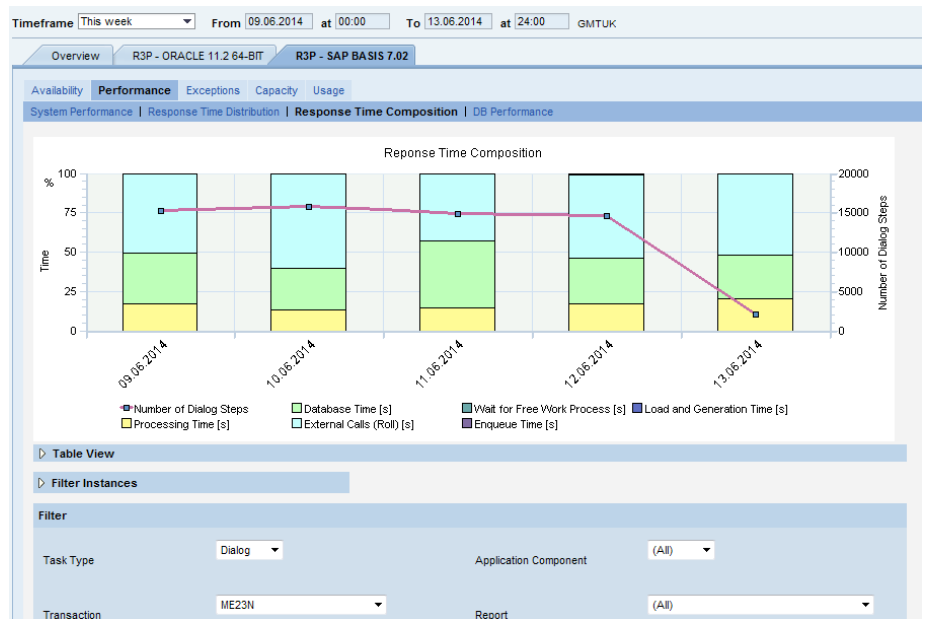 Timeframe This week From 09.06.2014 at 00:00 To 13.06.2014 at 24:00 GMTUK
Overview R3P - ORACLE 11.2 64-BIT R3P - SAP BASIS 7.02
Availability Performance Exceptions Capacity Usage
System Performance | Response Time Distribution | Response Time Composition | DB Performance
Reponse Time Composition
%
100
75
50
25
0
Time
20000
15000
10000
5000
0
Number of Dialog Steps
09.06.2014 10.06.2014 11.06.2014 12.06.2014 13.06.2014
Number of Dialog Steps Database Time [s] Wait for Free Work Process [s] Load and Generation Time [s]
Processing Time [s] External Calls (Roll) [s] Enqueue Time [s]
Table View
Filter Instances
Filter
Task Type Dialog Application Component (All)
Transaction ME23N Report (All)